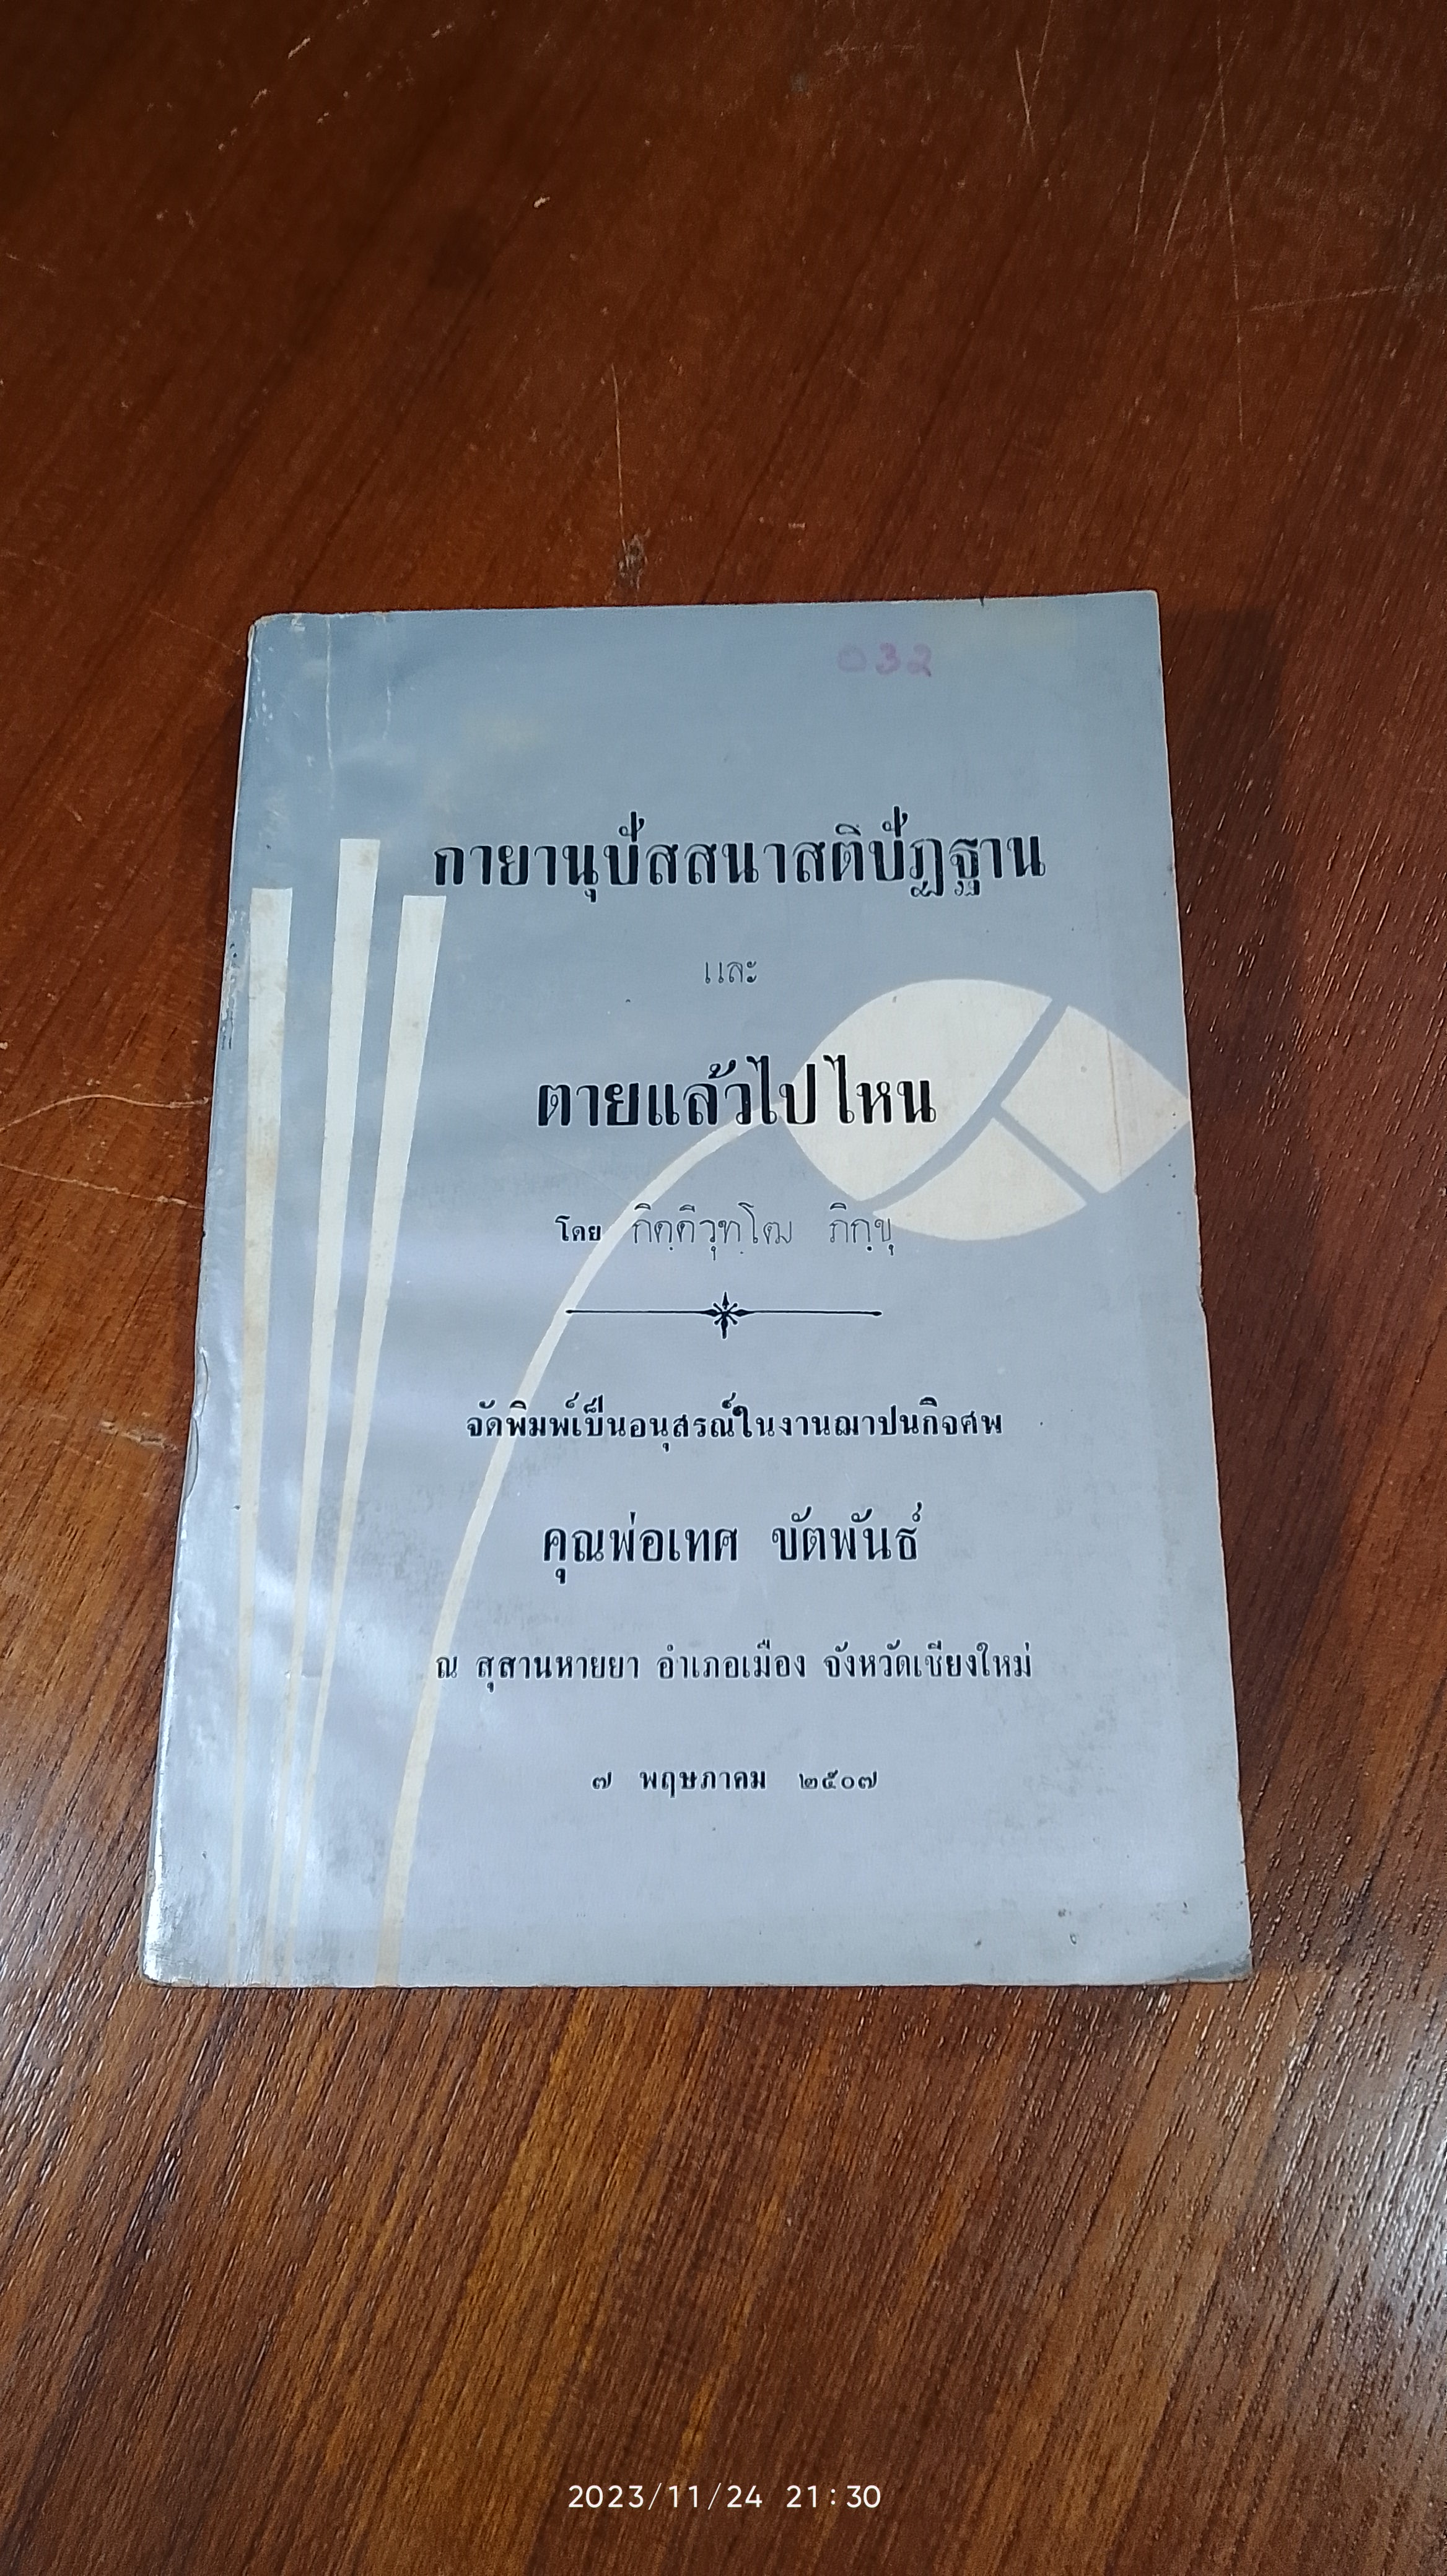 032
กายานุปัสสนาสติปัฏฐาน
และ
ตายแล้วไปไหน
โดย กิตฺติวุฑฺโฒ ภิกฺขุ
จัดพิมพ์เป็นอนุสรณ์ในงานฌาปนกิจศพ
คุณพ่อเทศ ขัตพันธ์
ณ สุสานหายยา อำเภอเมือง จังหวัดเชียงใหม่
๗ พฤษภาคม ๒๕๐๗
2023/11/24 21:30